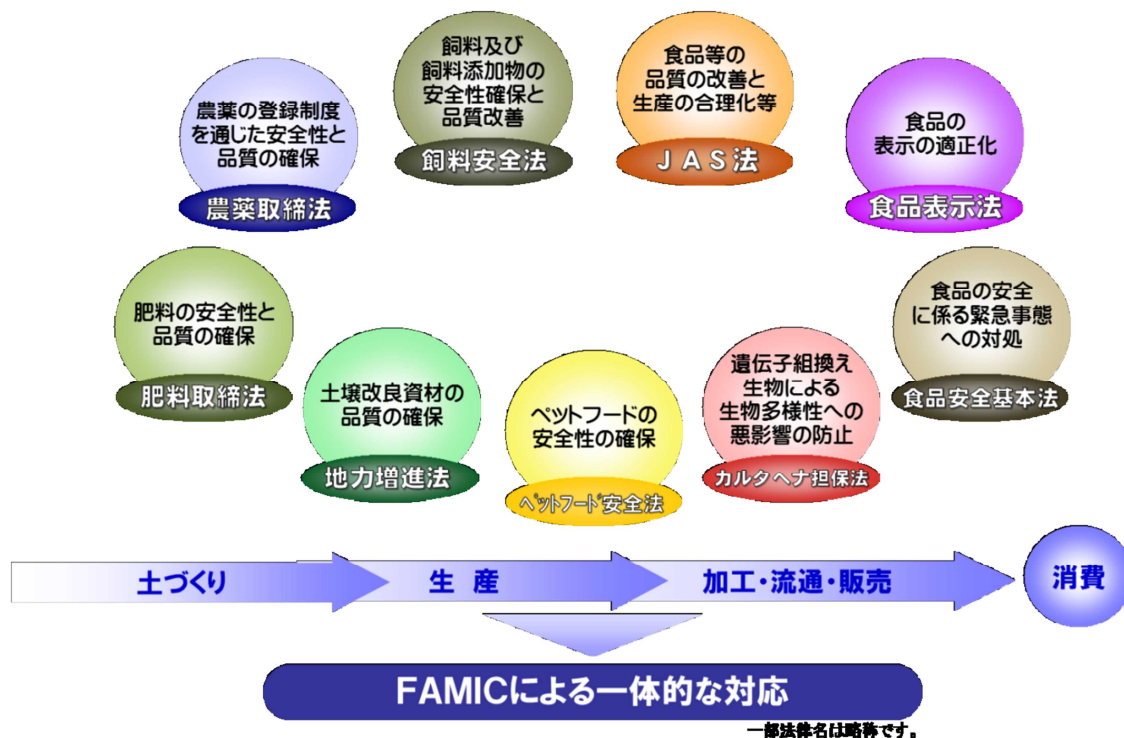 農薬の登録制度
を通じた安全性と
品質の確保
農薬取締法
飼料及び
飼料添加物の
安全性確保と
品質改善
飼料安全法
食品等の
品質の改善と
生産の合理化等
JAS法
食品の
表示の適正化
食品表示法
肥料の安全性と
品質の確保
肥料取締法
土壌改良資材の
品質の確保
地力増進法
ペットフードの
安全性の確保
ペットフード安全法
遺伝子組換え
生物による
生物多様性への
悪影響の防止
カルタヘナ担保法
食品の安全
に係る緊急事態
への対処
食品安全基本法
土づくり
生産
加工・流通・販売
消費
FAMICによる一体的な対応
一部法律名は略称です。